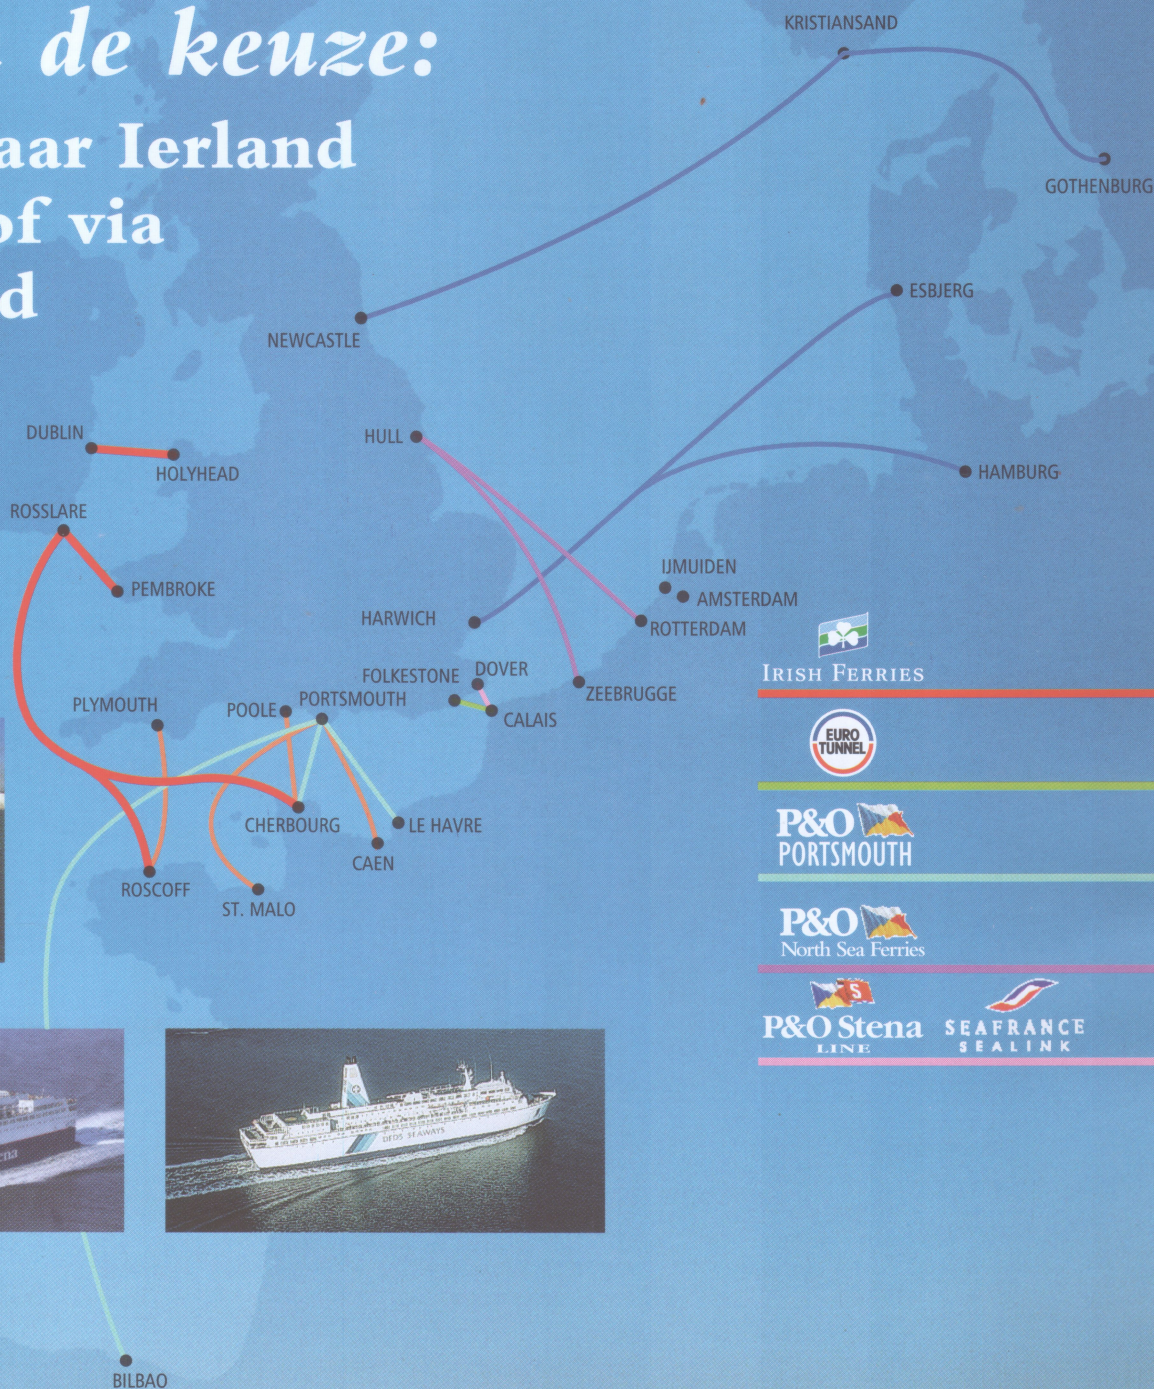 de keuze:
aar Ierland
of via
d
KRISTIANSAND
GOTHENBURG
ESBJERG
NEWCASTLE
DUBLIN
HOLYHEAD
HULL
HAMBURG
ROSSLARE
PEMBROKE
IJMUIDEN
AMSTERDAM
HARWICH
ROTTERDAM
FOLKESTONE
DOVER
ZEEBRUGGE
CALAIS
PLYMOUTH
POOLE
PORTSMOUTH
CHERBOURG
LE HAVRE
CAEN
ROSCOFF
ST. MALO
BILBAO
IRISH FERRIES
EURO
TUNNEL
P&O
PORTSMOUTH
P&O
North Sea Ferries
S
P&O Stena
LINE
SEAFRANCE
SEALINK
DFDS SEAWAYS
na